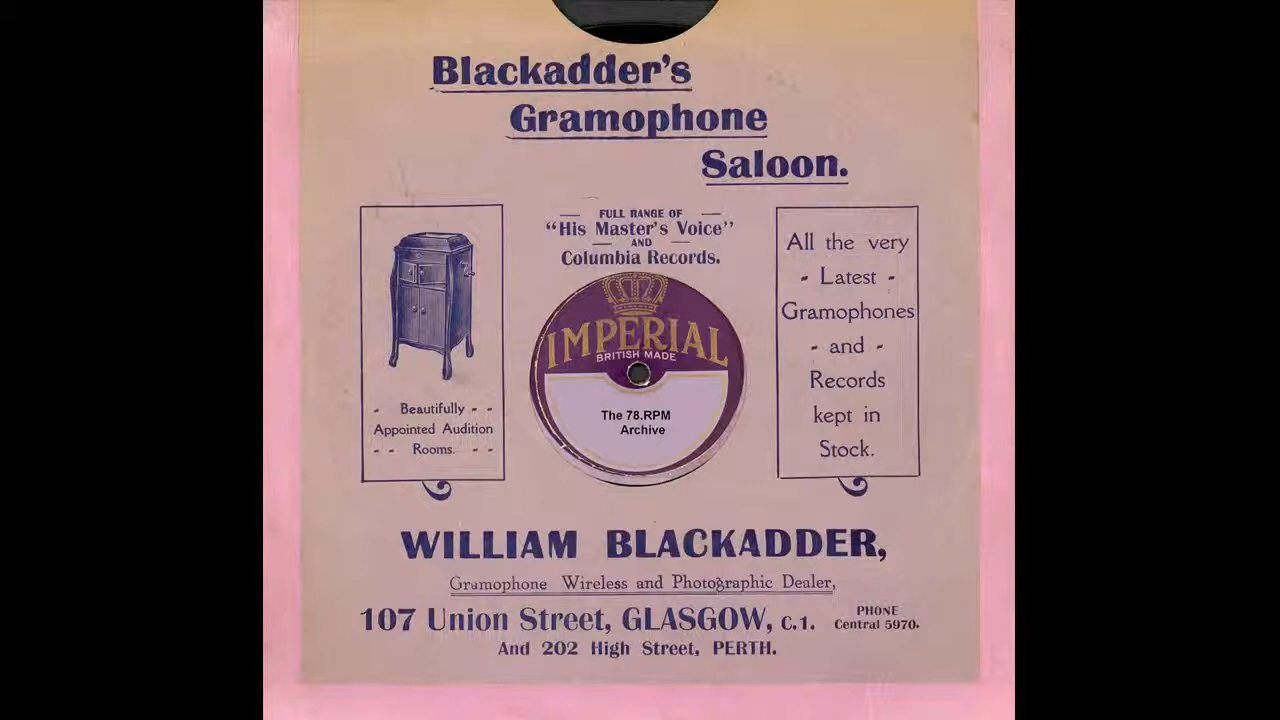 Blackadder's
Gramophone
Saloon.
FULL RANGE OF
"His Master's Voice"
AND
Columbia Records.
- Beautifully - -
Appointed Audition
- - Rooms. - -
IMPERIAL
BRITISH MADE
The 78.RPM
Archive
All the very
- Latest -
Gramophones
- and -
Records
kept in
Stock.
WILLIAM BLACKADDER,
Gramophone Wireless and Photographic Dealer,
107 Union Street, GLASGOW, C.1.
PHONE
Central 5970.
And 202 High Street, PERTH.